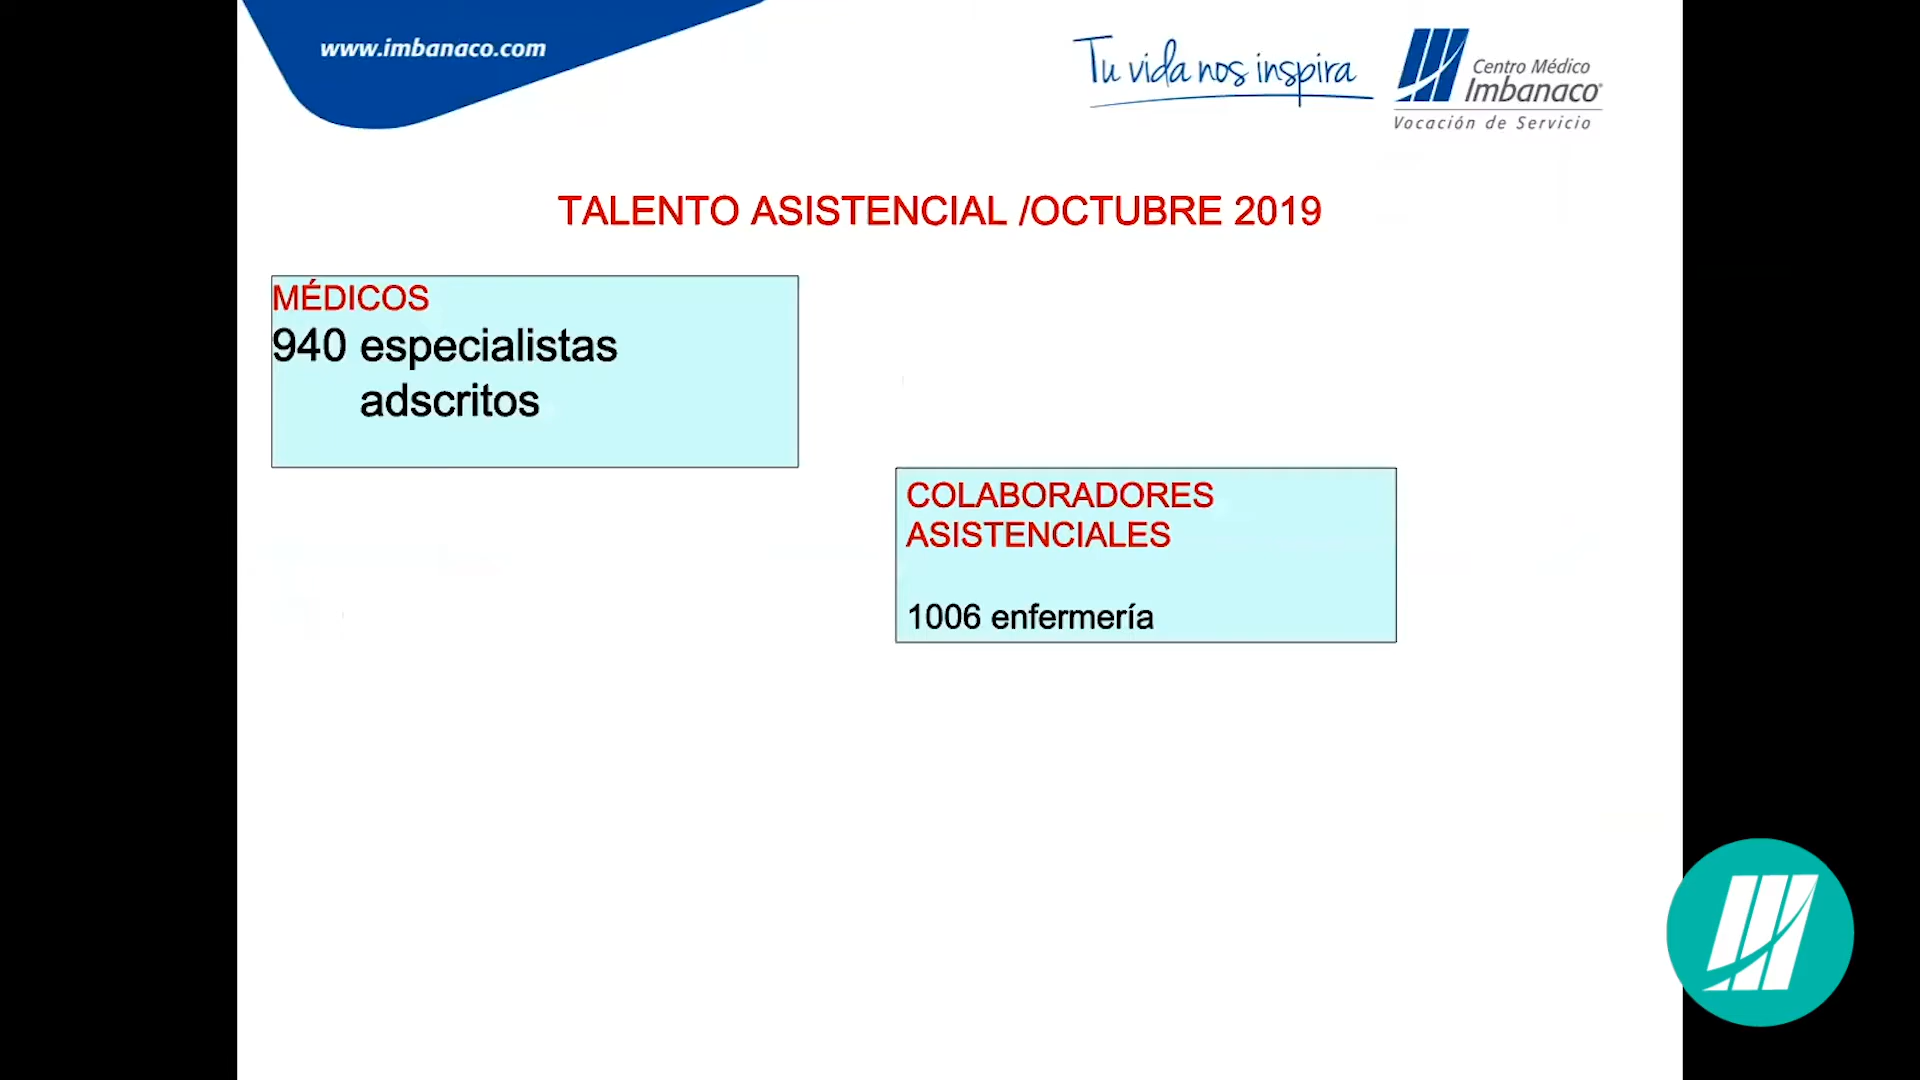 www.imbanaco.com
Tu vida nos inspira
Centro Médico
Imbanaco
Vocación de Servicio
TALENTO ASISTENCIAL /OCTUBRE 2019
MÉDICOS
940 especialistas
adscritos
COLABORADORES
ASISTENCIALES
1006 enfermería